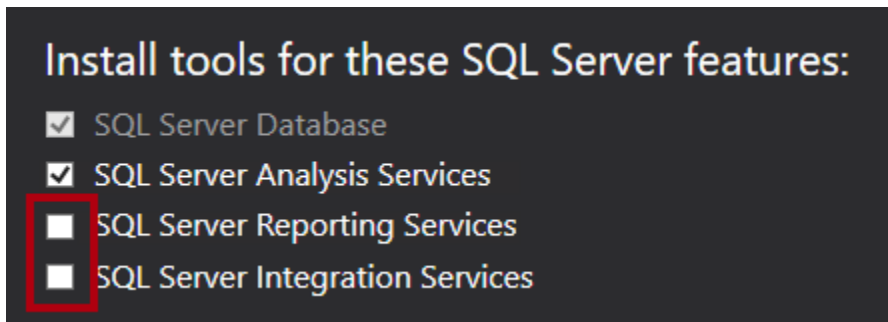 Install tools for these SQL Server features:
SQL Server Database
SQL Server Analysis Services
SQL Server Reporting Services
SQL Server Integration Services